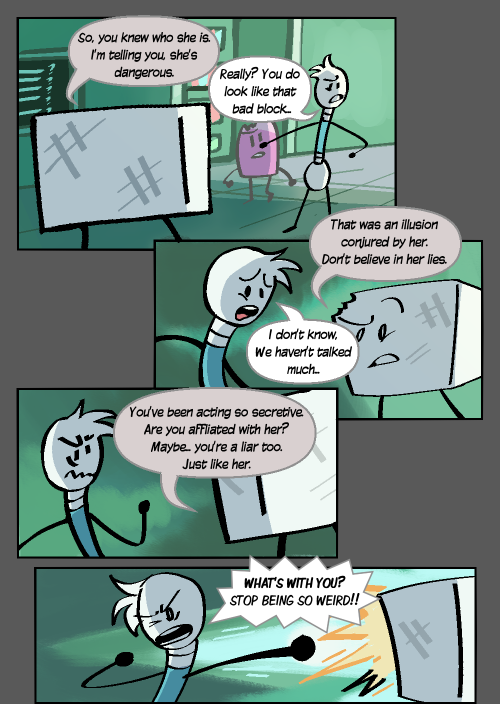 So, you knew who she is.
I'm telling you, she's
dangerous.
Really? You do
look like that
bad block..
That was an illusion
conjured by her.
Don't believe in her lies.
I don't know,
We haven't talked
much..
You've been acting so secretive.
Are you affliated with her?
Maybe.. you're a liar too.
Just like her.
WHAT'S WITH YOU?
STOP BEING SO WEIRD!!